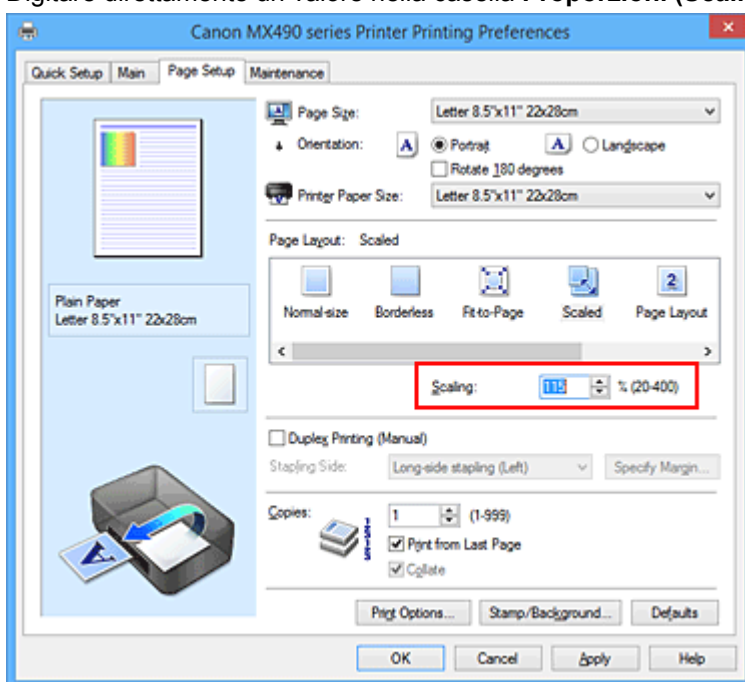 Canon MX490 series Printer Printing Preferences
Quick Setup Main Page Setup Maintenance
Page Size: Letter 8.5"x11" 22x28cm
Orientation: A Portrait A Landscape
Rotate 180 degrees
Printer Paper Size: Letter 8.5"x11" 22x28cm
Page Layout: Scaled
Normal-size Borderless Fit-to-Page Scaled 2 Page Layout
Plain Paper
Letter 8.5"x11" 22x28cm
Scaling: 115 % (20-400)
Duplex Printing (Manual)
Stapling Side: Long-side stapling (Left) Specify Margin...
Copies: 1 (1-999)
Print from Last Page
Collate
Print Options... Stamp/Background... Defaults
OK Cancel Apply Help